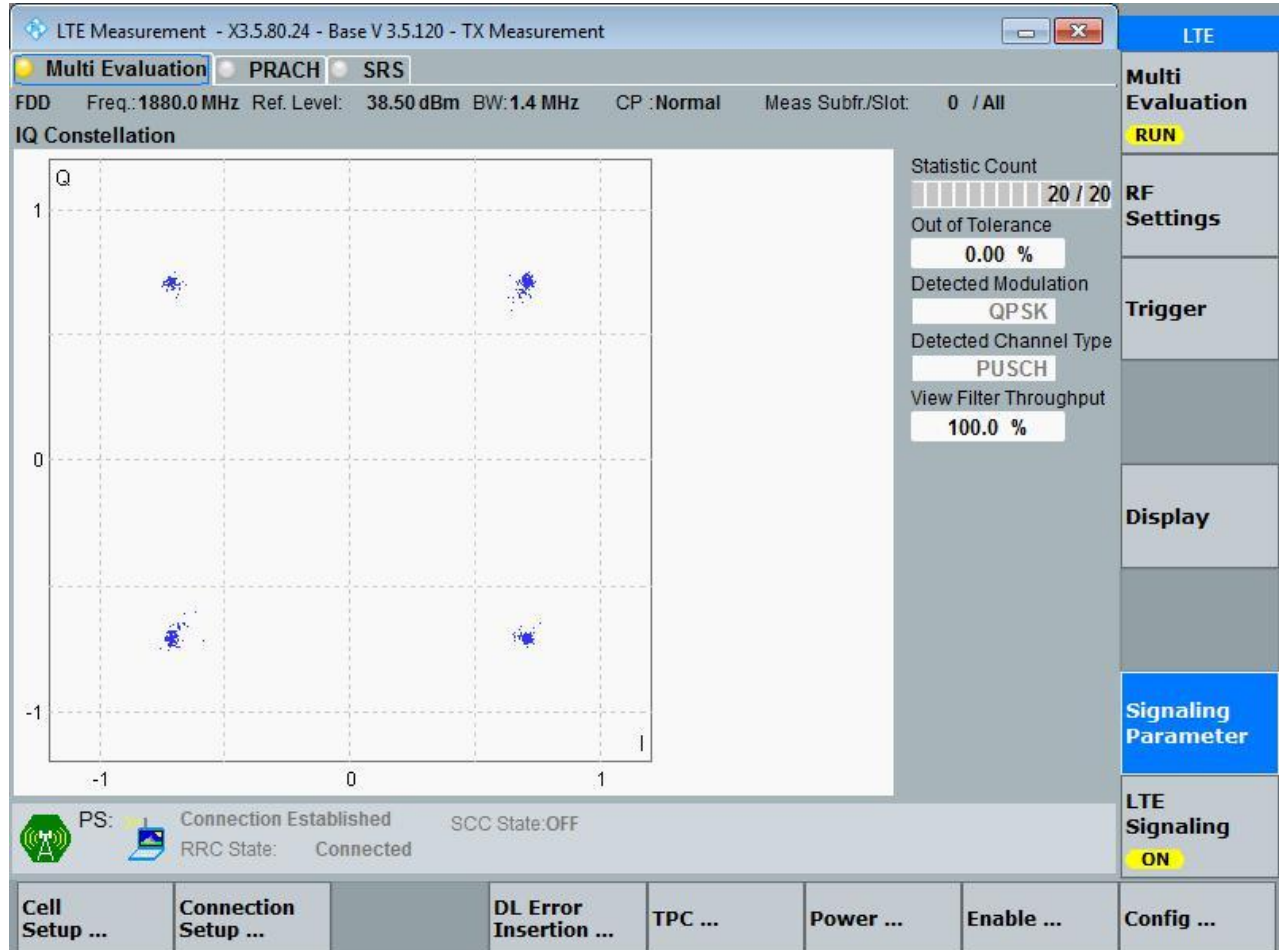 LTE Measurement - X3.5.80.24 - Base V 3.5.120 - TX Measurement
LTE
Multi Evaluation PRACH SRS
FDD Freq.:1880.0 MHz Ref. Level: 38.50 dBm BW:1.4 MHz CP :Normal Meas Subfr./Slot: 0 / All
IQ Constellation
Q
1
0
-1
I
-1 0 1
Statistic Count
20 / 20
Out of Tolerance
0.00 %
Detected Modulation
QPSK
Detected Channel Type
PUSCH
View Filter Throughput
100.0 %
Multi
Evaluation
RUN
RF
Settings
Trigger
Display
Signaling
Parameter
LTE
Signaling
ON
PS: Connection Established SCC State:OFF
RRC State: Connected
Cell
Setup ...
Connection
Setup ...
DL Error
Insertion ...
TPC ...
Power ...
Enable ...
Config ...